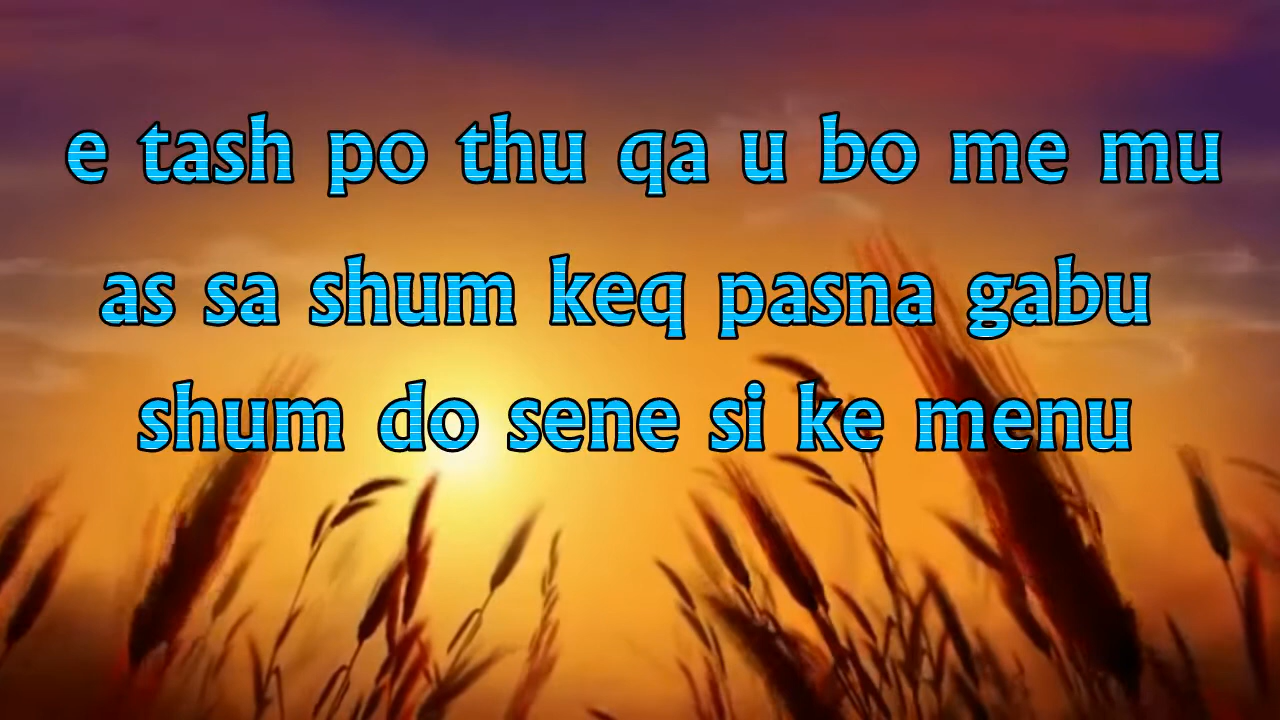 e tash po thu qa u bo me mu
as sa shum keq pasna gabu
shum do sene si ke menu